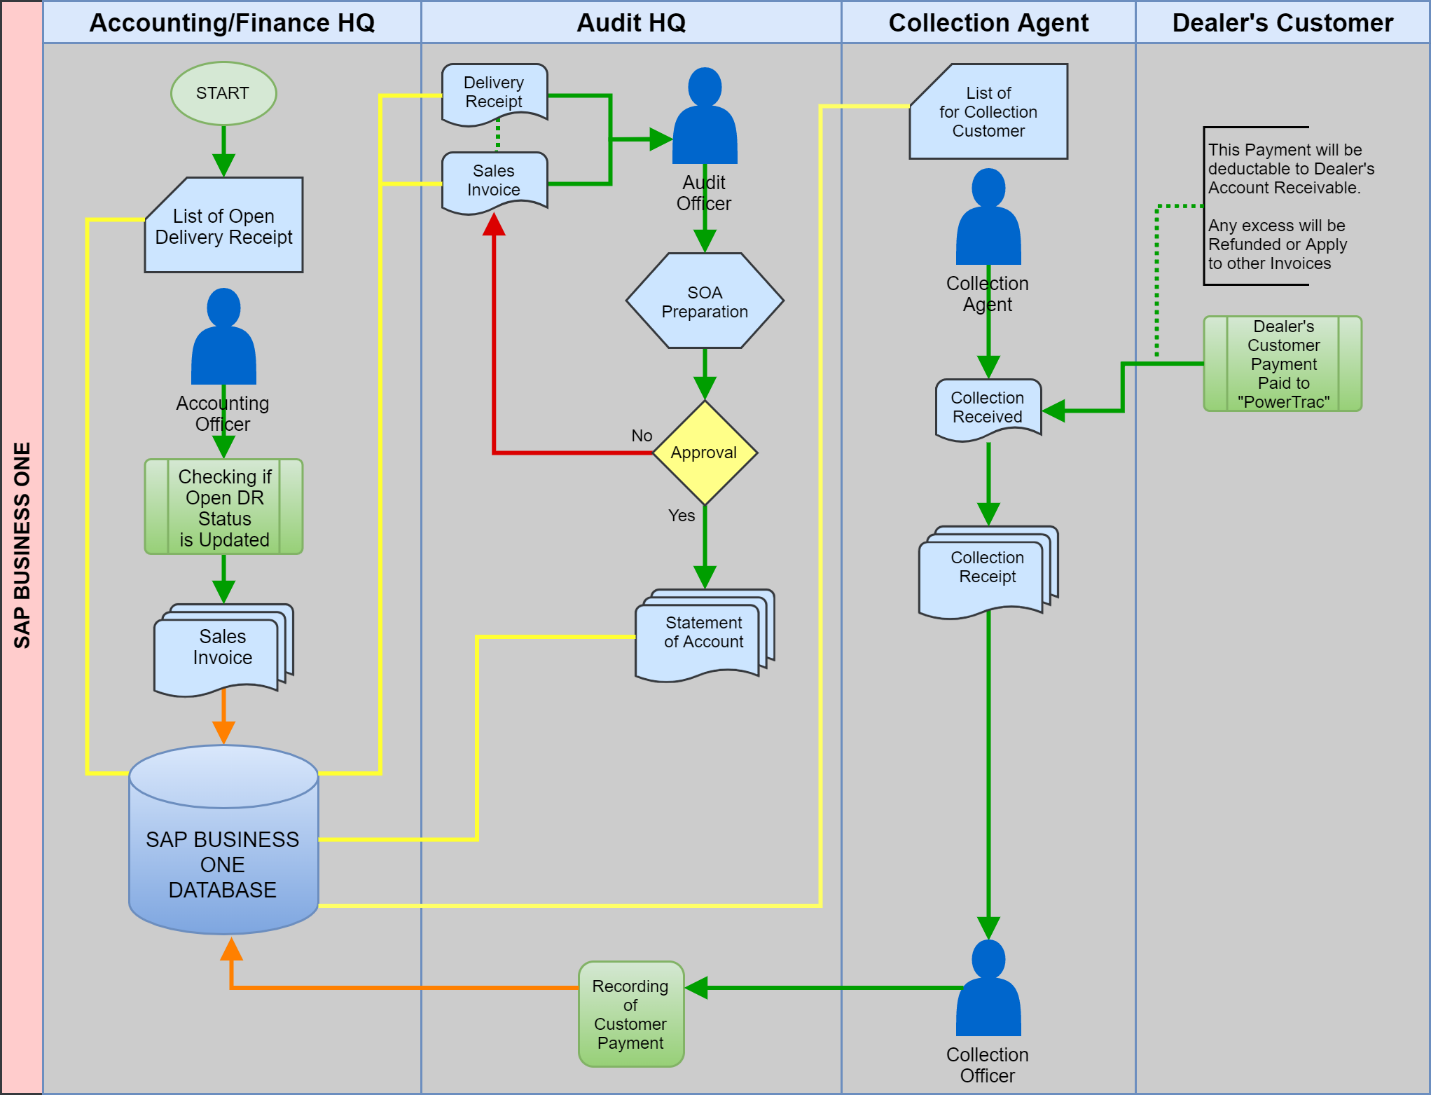 Accounting/Finance HQ
Audit HQ
Collection Agent
Dealer's Customer
SAP BUSINESS ONE
START
List of Open
Delivery Receipt
Accounting
Officer
Checking if
Open DR
Status
is Updated
Sales
Invoice
SAP BUSINESS
ONE
DATABASE
Delivery
Receipt
Sales
Invoice
Audit
Officer
SOA
Preparation
No
Approval
Yes
Statement
of Account
Recording
of
Customer
Payment
List of
for Collection
Customer
Collection
Agent
Collection
Received
Collection
Receipt
Collection
Officer
This Payment will be
deductable to Dealer's
Account Receivable.
Any excess will be
Refunded or Apply
to other Invoices
Dealer's
Customer
Payment
Paid to
"PowerTrac"